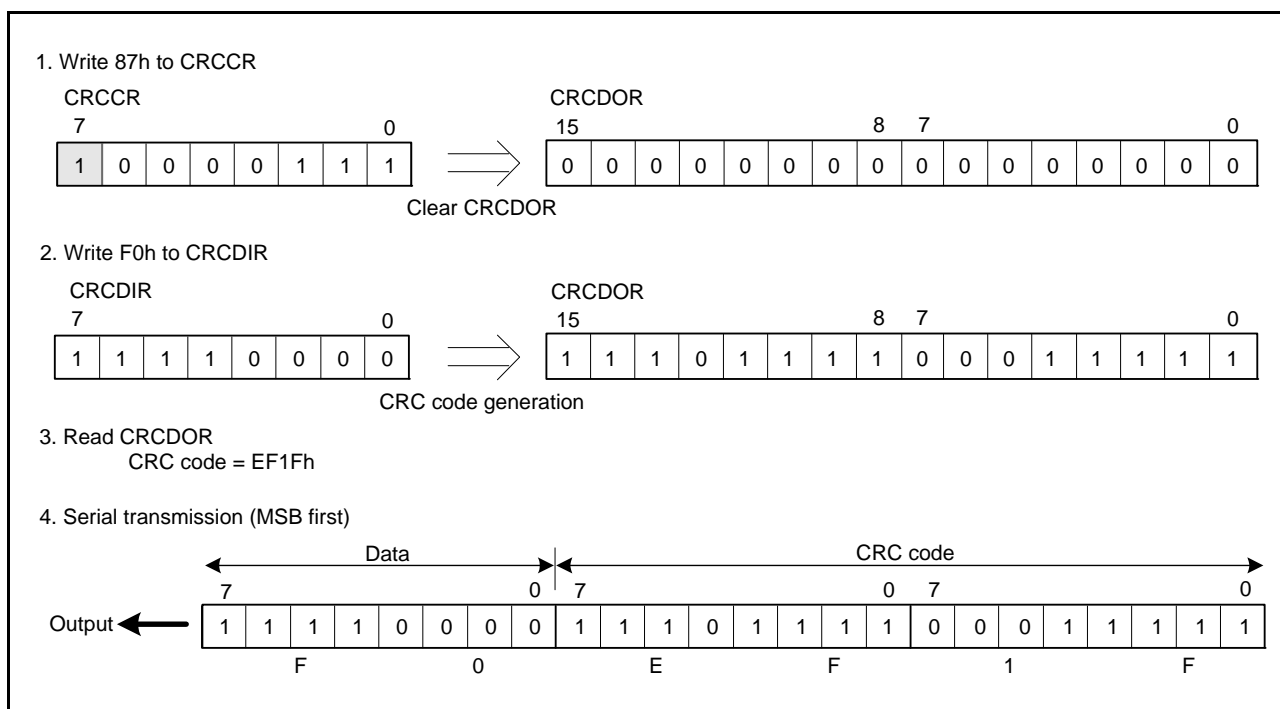 1. Write 87h to CRCCR
CRCCR CRCDOR
7 0 15 8 7 0
1 0 0 0 0 1 1 1 0 0 0 0 0 0 0 0 0 0 0 0 0 0 0 0
Clear CRCDOR
2. Write F0h to CRCDIR
CRCDIR CRCDOR
7 0 15 8 7 0
1 1 1 1 0 0 0 0 1 1 1 0 1 1 1 1 0 0 0 1 1 1 1 1
CRC code generation
3. Read CRCDOR
CRC code = EF1Fh
4. Serial transmission (MSB first)
Data CRC code
7 0 7 0 7 0
Output 1 1 1 1 0 0 0 0 1 1 1 0 1 1 1 1 0 0 0 1 1 1 1 1
F 0 E F 1 F